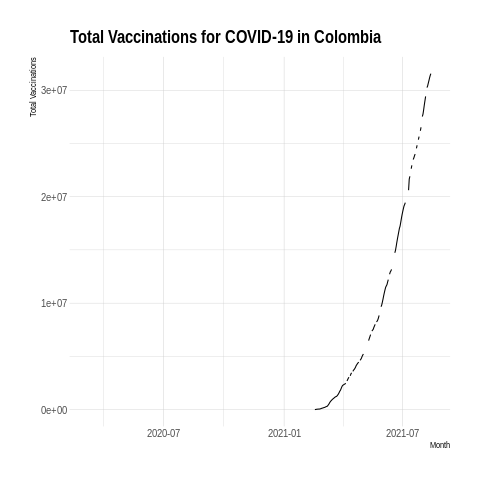 Total Vaccinations for COVID-19 in Colombia
Total Vaccinations
3e+07
2e+07
1e+07
0e+00
2020-07
2021-01
2021-07
Month